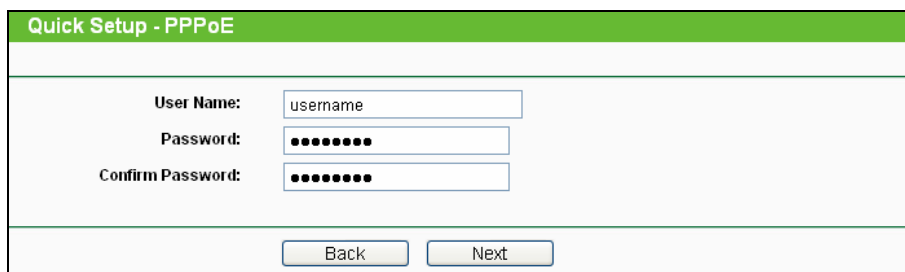 Quick Setup - PPPoE
User Name: username
Password: ●●●●●●●●
Confirm Password: ●●●●●●●●
Back Next